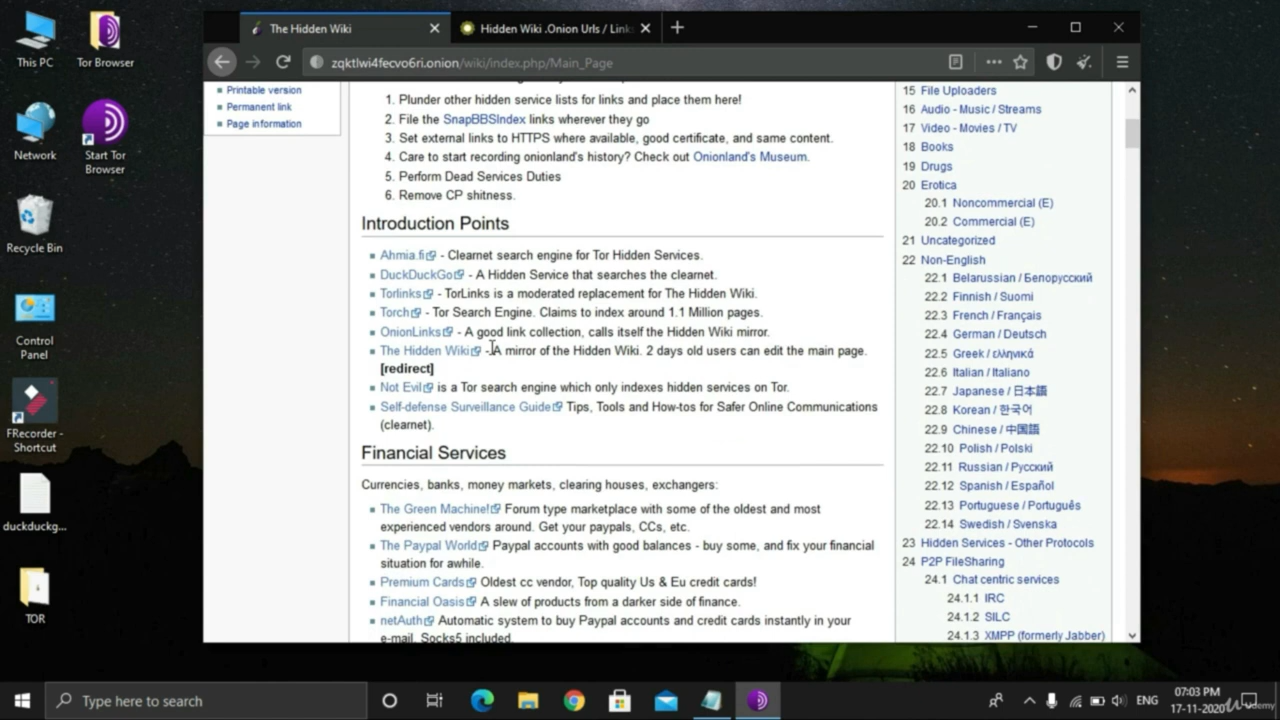 This PC
Tor Browser
Network
Start Tor
Browser
Recycle Bin
Control
Panel
FRecorder -
Shortcut
duckduckg...
TOR
The Hidden Wiki
Hidden Wiki .Onion Urls / Links
zqktlwi4fecvo6ri.onion/wiki/index.php/Main_Page
Printable version
Permanent link
Page information
1. Plunder other hidden service lists for links and place them here!
2. File the SnapBBSIndex links wherever they go
3. Set external links to HTTPS where available, good certificate, and same content.
4. Care to start recording onionland's history? Check out Onionland's Museum.
5. Perform Dead Services Duties
6. Remove CP shitness.
Introduction Points
Ahmia.fi - Clearnet search engine for Tor Hidden Services.
DuckDuckGo - A Hidden Service that searches the clearnet.
Torlinks - TorLinks is a moderated replacement for The Hidden Wiki.
Torch - Tor Search Engine. Claims to index around 1.1 Million pages.
OnionLinks - A good link collection, calls itself the Hidden Wiki mirror.
The Hidden Wiki - A mirror of the Hidden Wiki. 2 days old users can edit the main page.
[redirect]
Not Evil is a Tor search engine which only indexes hidden services on Tor.
Self-defense Surveillance Guide Tips, Tools and How-tos for Safer Online Communications
(clearnet).
Financial Services
Currencies, banks, money markets, clearing houses, exchangers:
The Green Machine! Forum type marketplace with some of the oldest and most
experienced vendors around. Get your paypals, CCs, etc.
The Paypal World Paypal accounts with good balances - buy some, and fix your financial
situation for awhile.
Premium Cards Oldest cc vendor, Top quality Us & Eu credit cards!
Financial Oasis A slew of products from a darker side of finance.
netAuth Automatic system to buy Paypal accounts and credit cards instantly in your
e-mail. Socks5 included.
15 File Uploaders
16 Audio - Music / Streams
17 Video - Movies / TV
18 Books
19 Drugs
20 Erotica
20.1 Noncommercial (E)
20.2 Commercial (E)
21 Uncategorized
22 Non-English
22.1 Belarussian / Белорусский
22.2 Finnish / Suomi
22.3 French / Français
22.4 German / Deutsch
22.5 Greek / ελληνικά
22.6 Italian / Italiano
22.7 Japanese / 日本語
22.8 Korean / 한국어
22.9 Chinese / 中国語
22.10 Polish / Polski
22.11 Russian / Русский
22.12 Spanish / Español
22.13 Portuguese / Português
22.14 Swedish / Svenska
23 Hidden Services - Other Protocols
24 P2P FileSharing
24.1 Chat centric services
24.1.1 IRC
24.1.2 SILC
24.1.3 XMPP (formerly Jabber)
Type here to search
ENG
07:03 PM
17-11-2020
Udemy